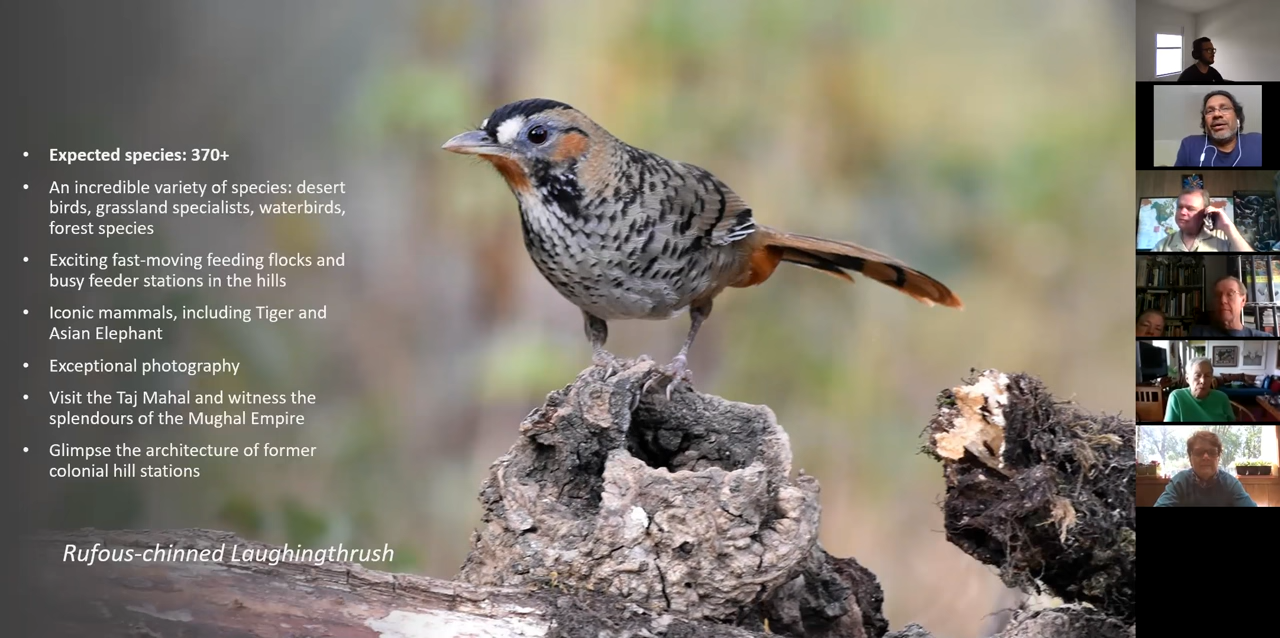 • Expected species: 370+
• An incredible variety of species: desert
birds, grassland specialists, waterbirds,
forest species
• Exciting fast-moving feeding flocks and
busy feeder stations in the hills
• Iconic mammals, including Tiger and
Asian Elephant
• Exceptional photography
• Visit the Taj Mahal and witness the
splendours of the Mughal Empire
• Glimpse the architecture of former
colonial hill stations
Rufous-chinned Laughingthrush